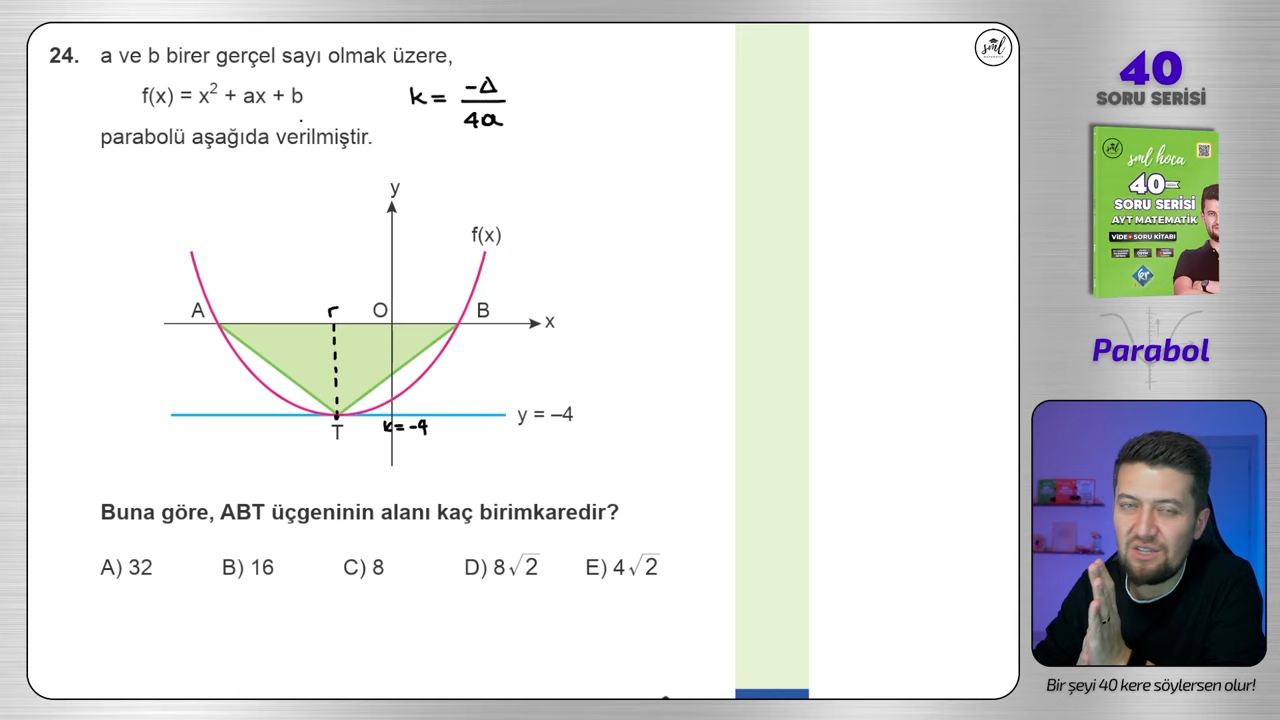 24. a ve b birer gerçel sayı olmak üzere,
f(x) = x² + ax + b
k = -Δ / 4a
parabolü aşağıda verilmiştir.
y
f(x)
A
r
O
B
x
y = –4
T
k = -4
Buna göre, ABT üçgeninin alanı kaç birimkaredir?
A) 32 B) 16 C) 8 D) 8√2 E) 4√2
sml
40
SORU SERİSİ
sml hoca
40
SORU SERİSİ
AYT MATEMATİK
VİDEO SORU KİTABI
Parabol
Bir şeyi 40 kere söylersen olur!